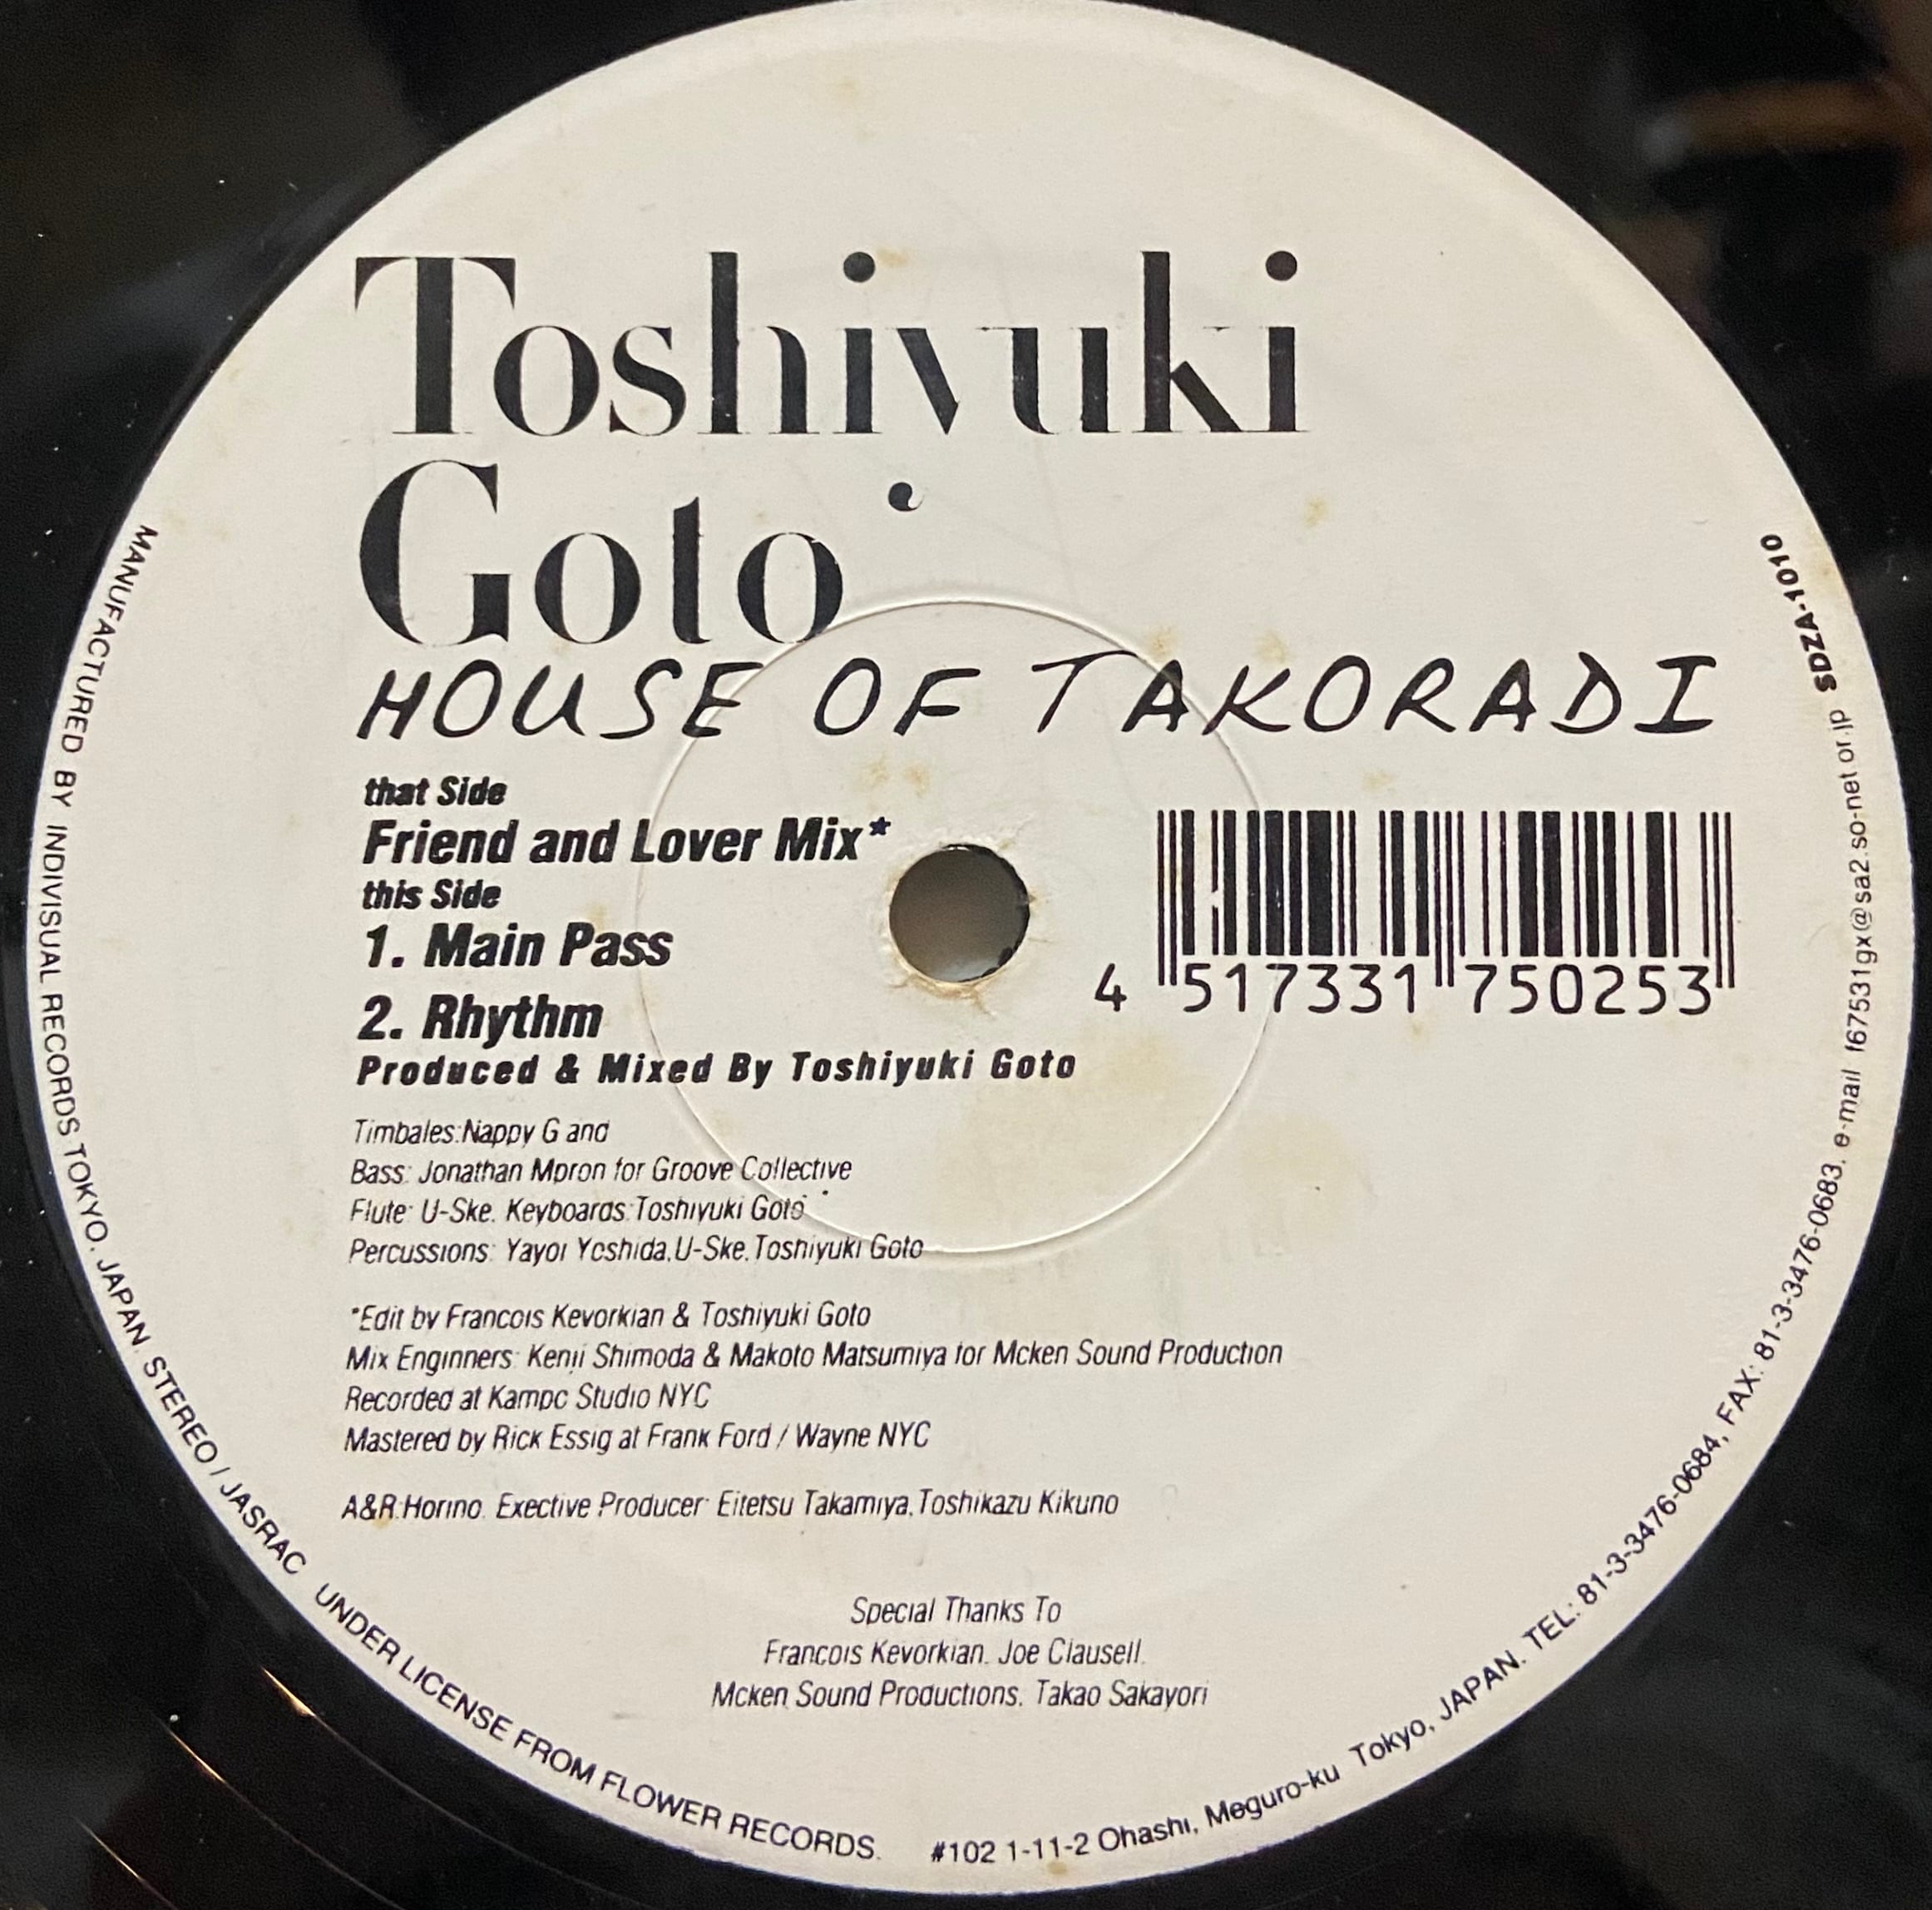 Toshiyuki
Goto
HOUSE OF TAKORADI
that Side
Friend and Lover Mix*
this Side
1. Main Pass
2. Rhythm
Produced & Mixed By Toshiyuki Goto
4 517331 750253
Timbales:Nappy G and
Bass: Jonathan Mpron for Groove Collective
Flute: U-Ske. Keyboards:Toshiyuki Goto
Percussions: Yayoi Yoshida,U-Ske,Toshiyuki Goto
*Edit by Francois Kevorkian & Toshiyuki Goto
Mix Enginners: Kenji Shimoda & Makoto Matsumiya for Mcken Sound Production
Recorded at Kampo Studio NYC
Mastered by Rick Essig at Frank Ford / Wayne NYC
A&R:Horino. Exective Producer: Eitetsu Takamiya,Toshikazu Kikuno
Special Thanks To
Francois Kevorkian. Joe Clausell.
Mcken Sound Productions. Takao Sakayori
MANUFACTURED BY INDIVISUAL RECORDS TOKYO, JAPAN STEREO / JASRAC UNDER LICENSE FROM FLOWER RECORDS.
#102 1-11-2 Ohashi, Meguro-ku Tokyo, JAPAN. TEL: 81-3-3476-0684, FAX: 81-3-3476-0683. e-mail f67531gx@sa2.so-net or.jp SDZA-1010